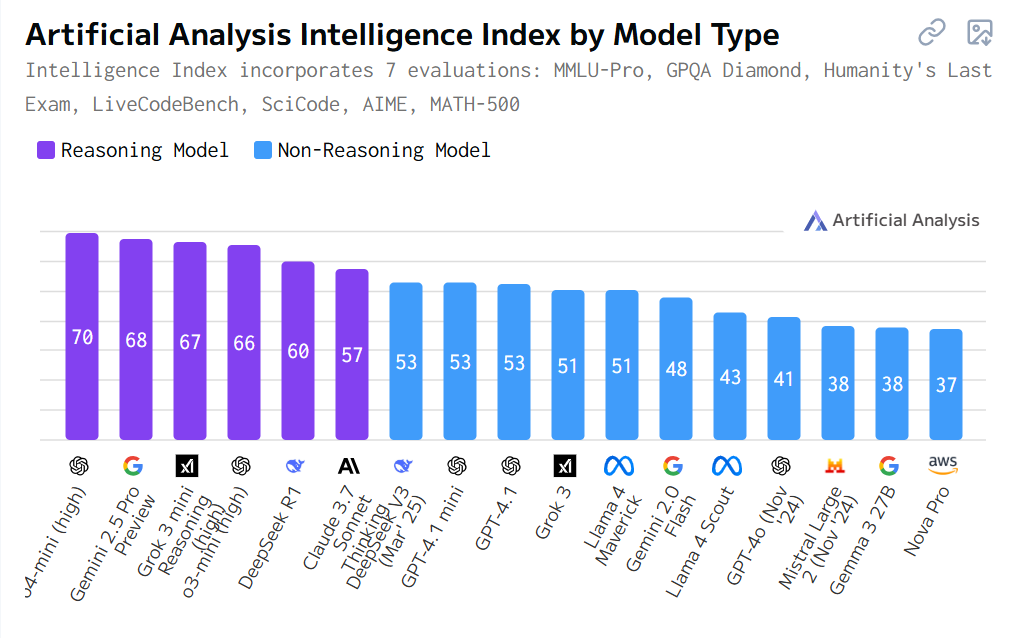 Artificial Analysis Intelligence Index by Model Type
Intelligence Index incorporates 7 evaluations: MMLU-Pro, GPQA Diamond, Humanity's Last
Exam, LiveCodeBench, SciCode, AIME, MATH-500
Reasoning Model
Non-Reasoning Model
Artificial Analysis
70
68
67
66
60
57
53
53
53
51
51
48
43
41
38
38
37
aws
o4-mini (high)
Gemini 2.5 Pro
Preview
Grok 3 mini
Reasoning
(high)
o3-mini (high)
DeepSeek R1
Claude 3.7
Sonnet
Thinking
DeepSeek V3
(Mar' 25)
GPT-4.1 mini
GPT-4.1
Grok 3
Llama 4
Maverick
Gemini 2.0
Flash
Llama 4 Scout
GPT-4o (Nov
'24)
Mistral Large
2 (Nov '24)
Gemma 3 27B
Nova Pro